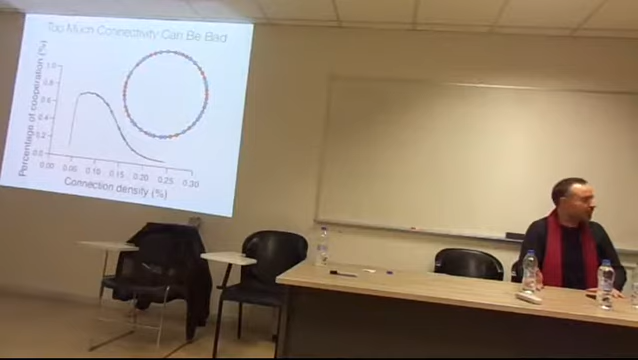 Too Much Connectivity Can Be Bad
Percentage of cooperation (%)
1.0
0.8
0.6
0.4
0.2
0.0
0.00 0.05 0.10 0.15 0.20 0.25 0.30
Connection density (%)